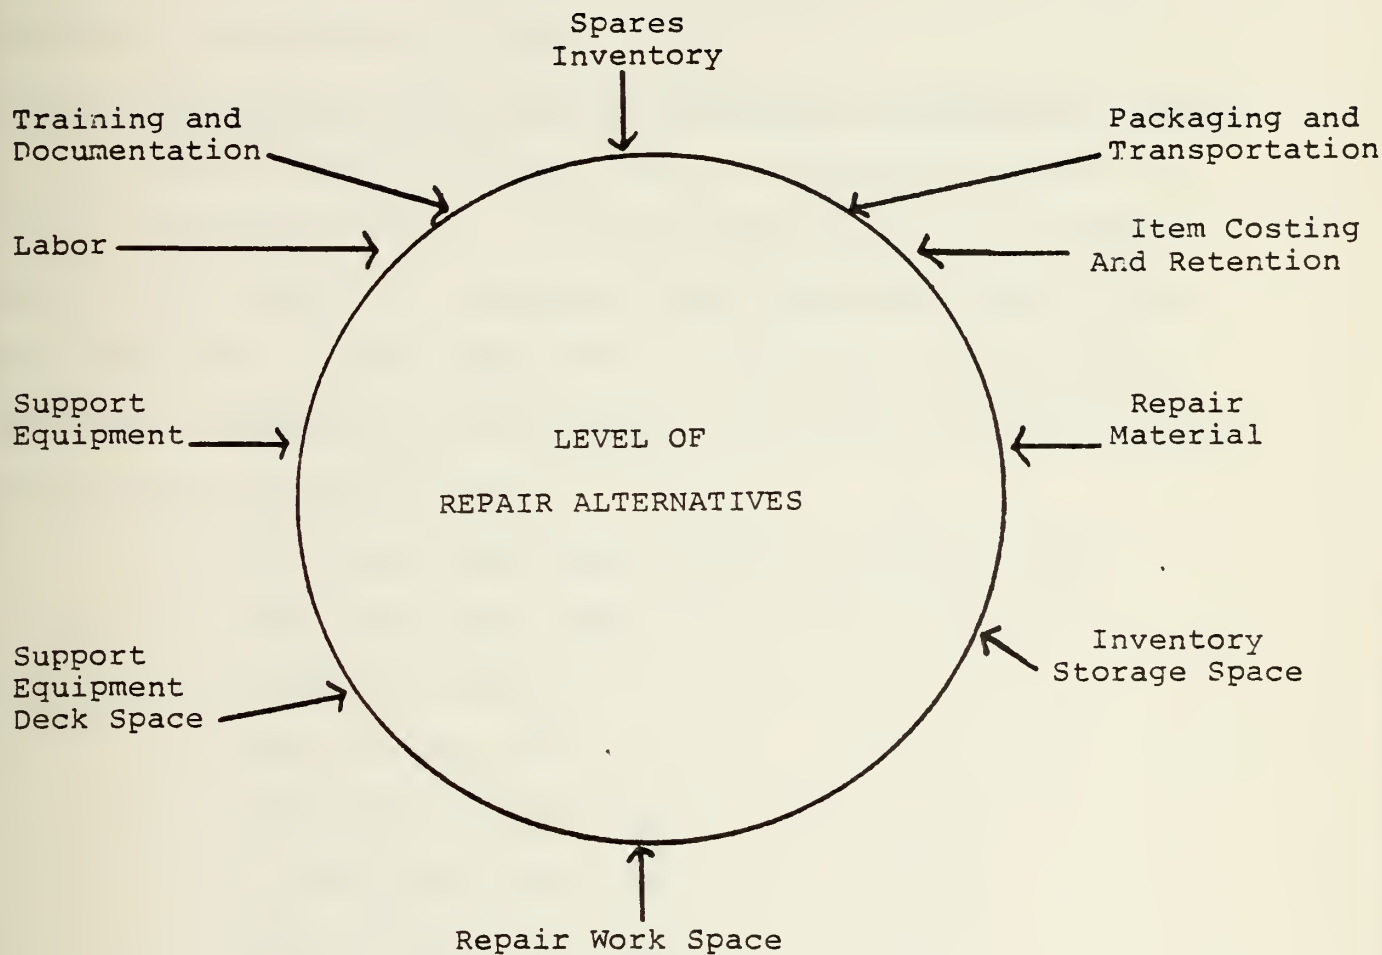 Spares
Inventory
Training and
Documentation
Packaging and
Transportation
Labor
Item Costing
And Retention
Support
Equipment
Repair
Material
LEVEL OF
REPAIR ALTERNATIVES
Support
Equipment
Deck Space
Inventory
Storage Space
Repair Work Space